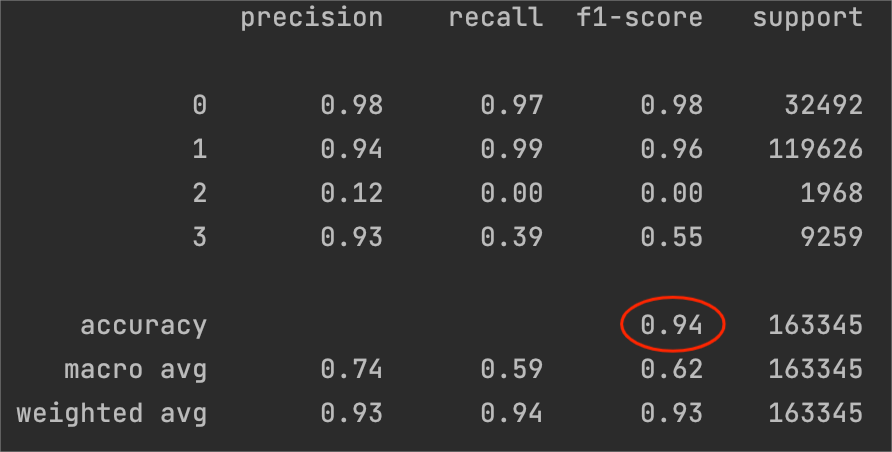 precision recall f1-score support
0 0.98 0.97 0.98 32492
1 0.94 0.99 0.96 119626
2 0.12 0.00 0.00 1968
3 0.93 0.39 0.55 9259
accuracy 0.94 163345
macro avg 0.74 0.59 0.62 163345
weighted avg 0.93 0.94 0.93 163345